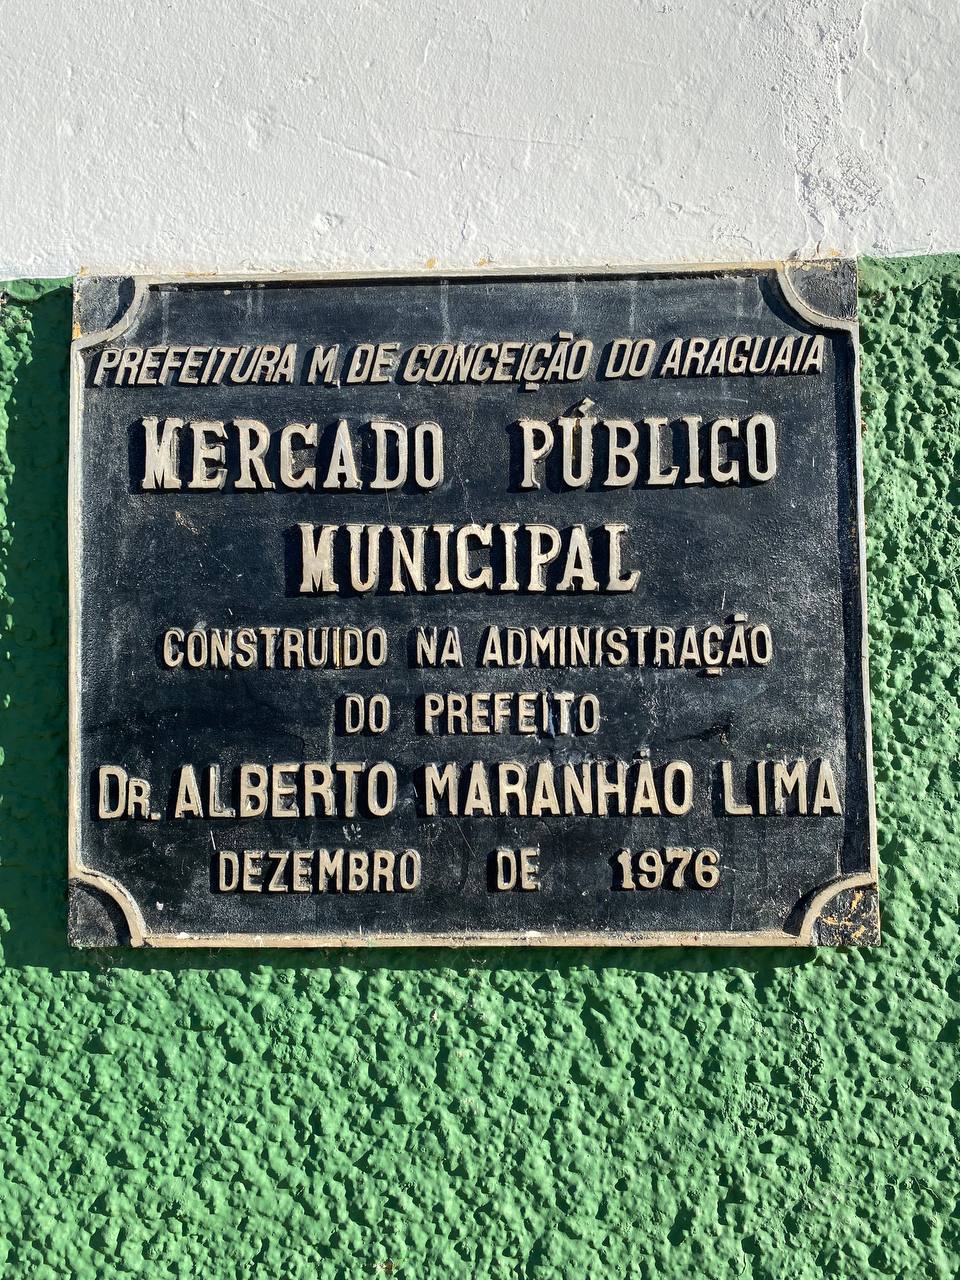 PREFEITURA M. DE CONCEIÇÃO DO ARAGUAIA
MERCADO PÚBLICO
MUNICIPAL
CONSTRUIDO NA ADMINISTRAÇÃO
DO PREFEITO
DR. ALBERTO MARANHÃO LIMA
DEZEMBRO DE 1976